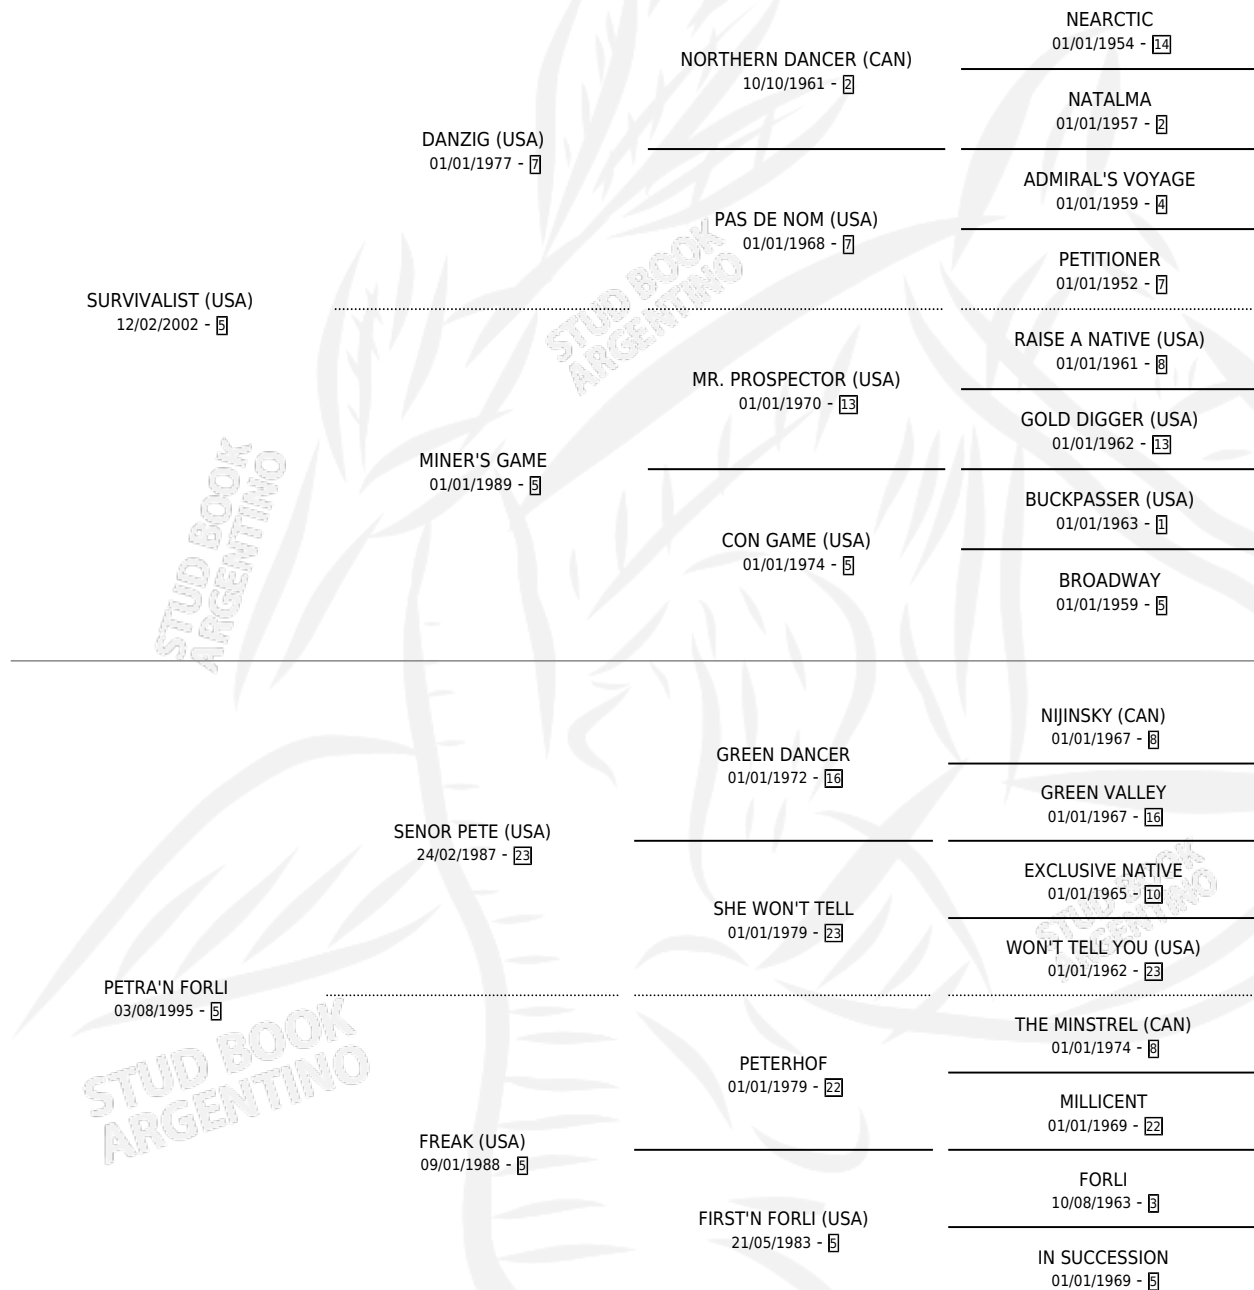 NEARCTIC
01/01/1954 - 14
NORTHERN DANCER (CAN)
10/10/1961 - 2
NATALMA
01/01/1957 - 2
DANZIG (USA)
01/01/1977 - 7
ADMIRAL'S VOYAGE
01/01/1959 - 4
PAS DE NOM (USA)
01/01/1968 - 7
PETITIONER
01/01/1952 - 7
SURVIVALIST (USA)
12/02/2002 - 5
RAISE A NATIVE (USA)
01/01/1961 - 8
MR. PROSPECTOR (USA)
01/01/1970 - 13
GOLD DIGGER (USA)
01/01/1962 - 13
MINER'S GAME
01/01/1989 - 5
BUCKPASSER (USA)
01/01/1963 - 1
CON GAME (USA)
01/01/1974 - 5
BROADWAY
01/01/1959 - 5
NIJINSKY (CAN)
01/01/1967 - 8
GREEN DANCER
01/01/1972 - 16
GREEN VALLEY
01/01/1967 - 16
SENOR PETE (USA)
24/02/1987 - 23
EXCLUSIVE NATIVE
01/01/1965 - 10
SHE WON'T TELL
01/01/1979 - 23
WON'T TELL YOU (USA)
01/01/1962 - 23
PETRA'N FORLI
03/08/1995 - 5
THE MINSTREL (CAN)
01/01/1974 - 8
PETERHOF
01/01/1979 - 22
MILLICENT
01/01/1969 - 22
FREAK (USA)
09/01/1988 - 5
FORLI
10/08/1963 - 3
FIRST'N FORLI (USA)
21/05/1983 - 5
IN SUCCESSION
01/01/1969 - 5
STUD BOOK
ARGENTINO
STUD BOOK
ARGENTINO
STUD BOOK
ARGENTINO
STUD BOOK
ARGENTINO